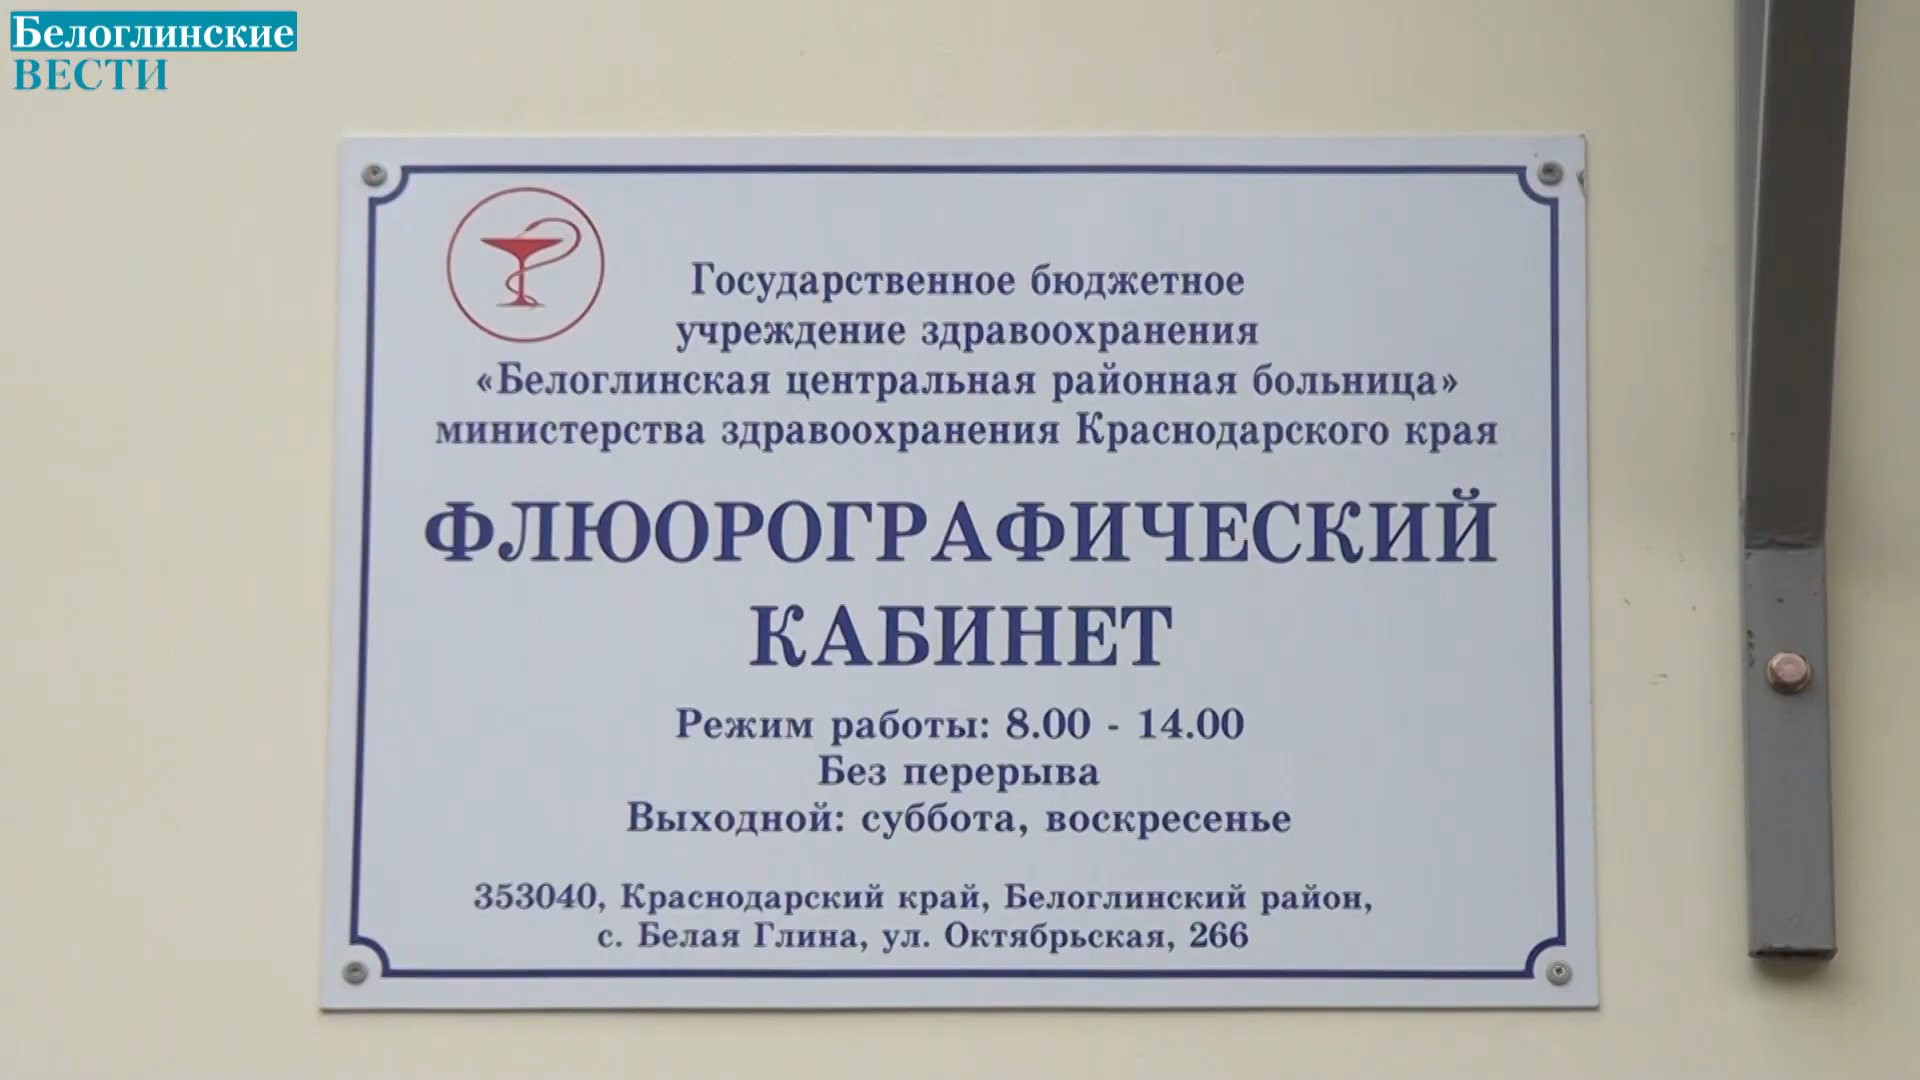 Белоглинские
ВЕСТИ
Государственное бюджетное
учреждение здравоохранения
«Белоглинская центральная районная больница»
министерства здравоохранения Краснодарского края
ФЛЮОРОГРАФИЧЕСКИЙ
КАБИНЕТ
Режим работы: 8.00 - 14.00
Без перерыва
Выходной: суббота, воскресенье
353040, Краснодарский край, Белоглинский район,
с. Белая Глина, ул. Октябрьская, 266